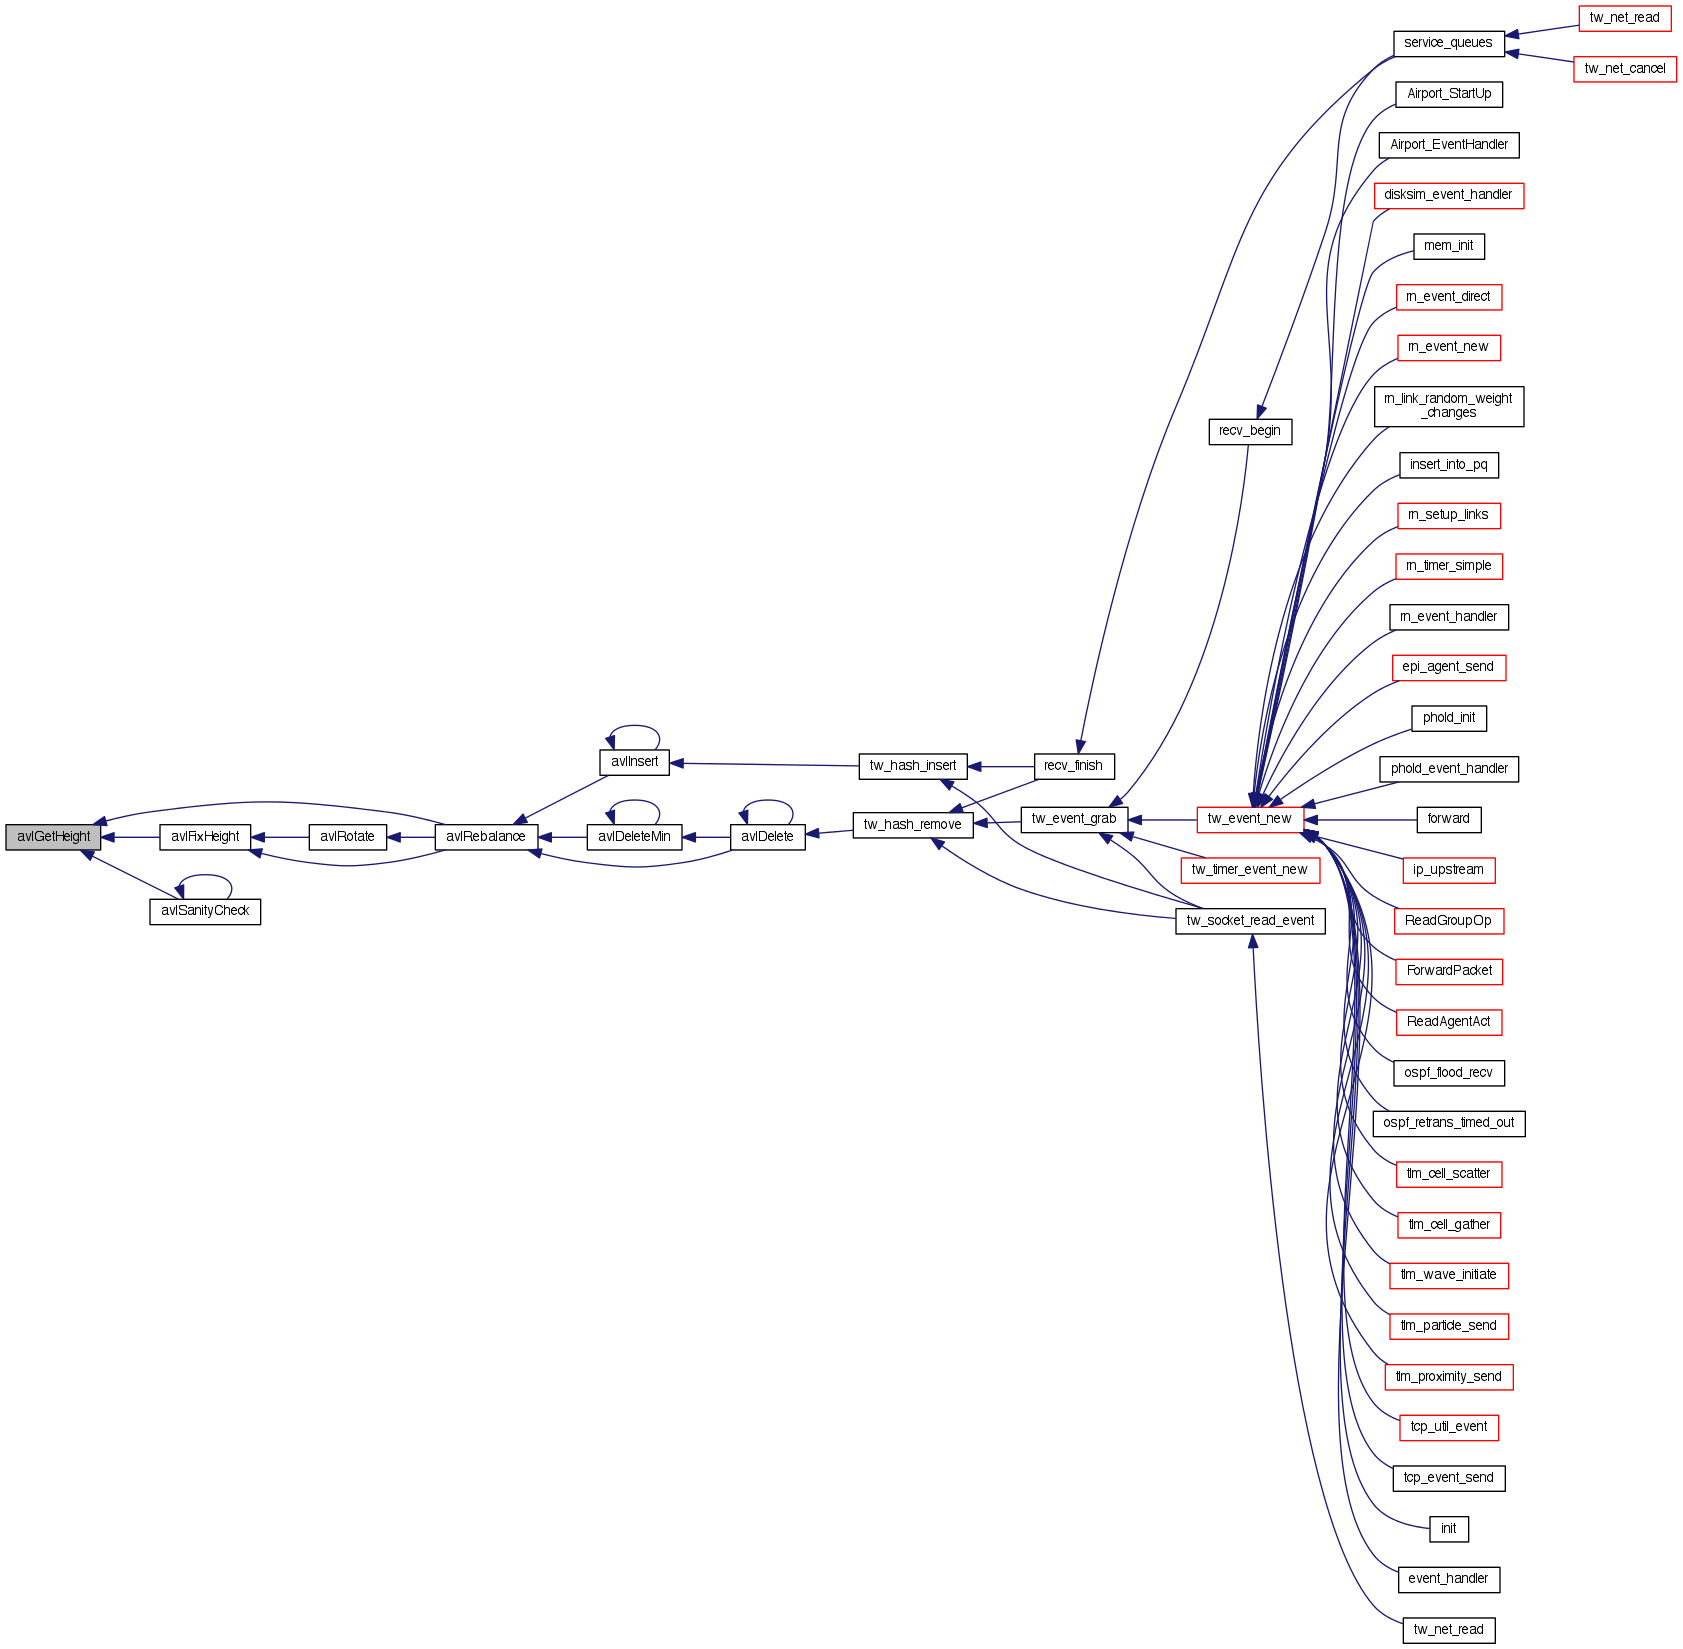 tw_net_read
service_queues
tw_net_cancel
Airport_StartUp
Airport_EventHandler
disksim_event_handler
mem_init
rn_event_direct
rn_event_new
rn_link_random_weight
_changes
recv_begin
insert_into_pq
rn_setup_links
rn_timer_simple
rn_event_handler
epi_agent_send
phold_init
avlInsert
tw_hash_insert
recv_finish
phold_event_handler
avlGetHeight
avlFixHeight
avlRotate
avlRebalance
avlDeleteMin
avlDelete
tw_hash_remove
tw_event_grab
tw_event_new
forward
tw_timer_event_new
ip_upstream
avlSanityCheck
tw_socket_read_event
ReadGroupOp
ForwardPacket
ReadAgentAct
ospf_flood_recv
ospf_retrans_timed_out
tlm_cell_scatter
tlm_cell_gather
tlm_wave_initiate
tlm_particle_send
tlm_proximity_send
tcp_util_event
tcp_event_send
init
event_handler
tw_net_read